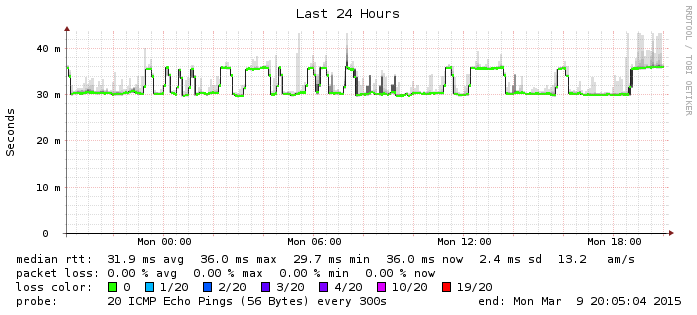 Last 24 Hours
RRDTOOL / TOBI OETIKER
Seconds
40 m
30 m
20 m
10 m
0
Mon 00:00 Mon 06:00 Mon 12:00 Mon 18:00
median rtt: 31.9 ms avg 36.0 ms max 29.7 ms min 36.0 ms now 2.4 ms sd 13.2 am/s
packet loss: 0.00 % avg 0.00 % max 0.00 % min 0.00 % now
loss color: 0 1/20 2/20 3/20 4/20 10/20 19/20
probe: 20 ICMP Echo Pings (56 Bytes) every 300s end: Mon Mar 9 20:05:04 2015